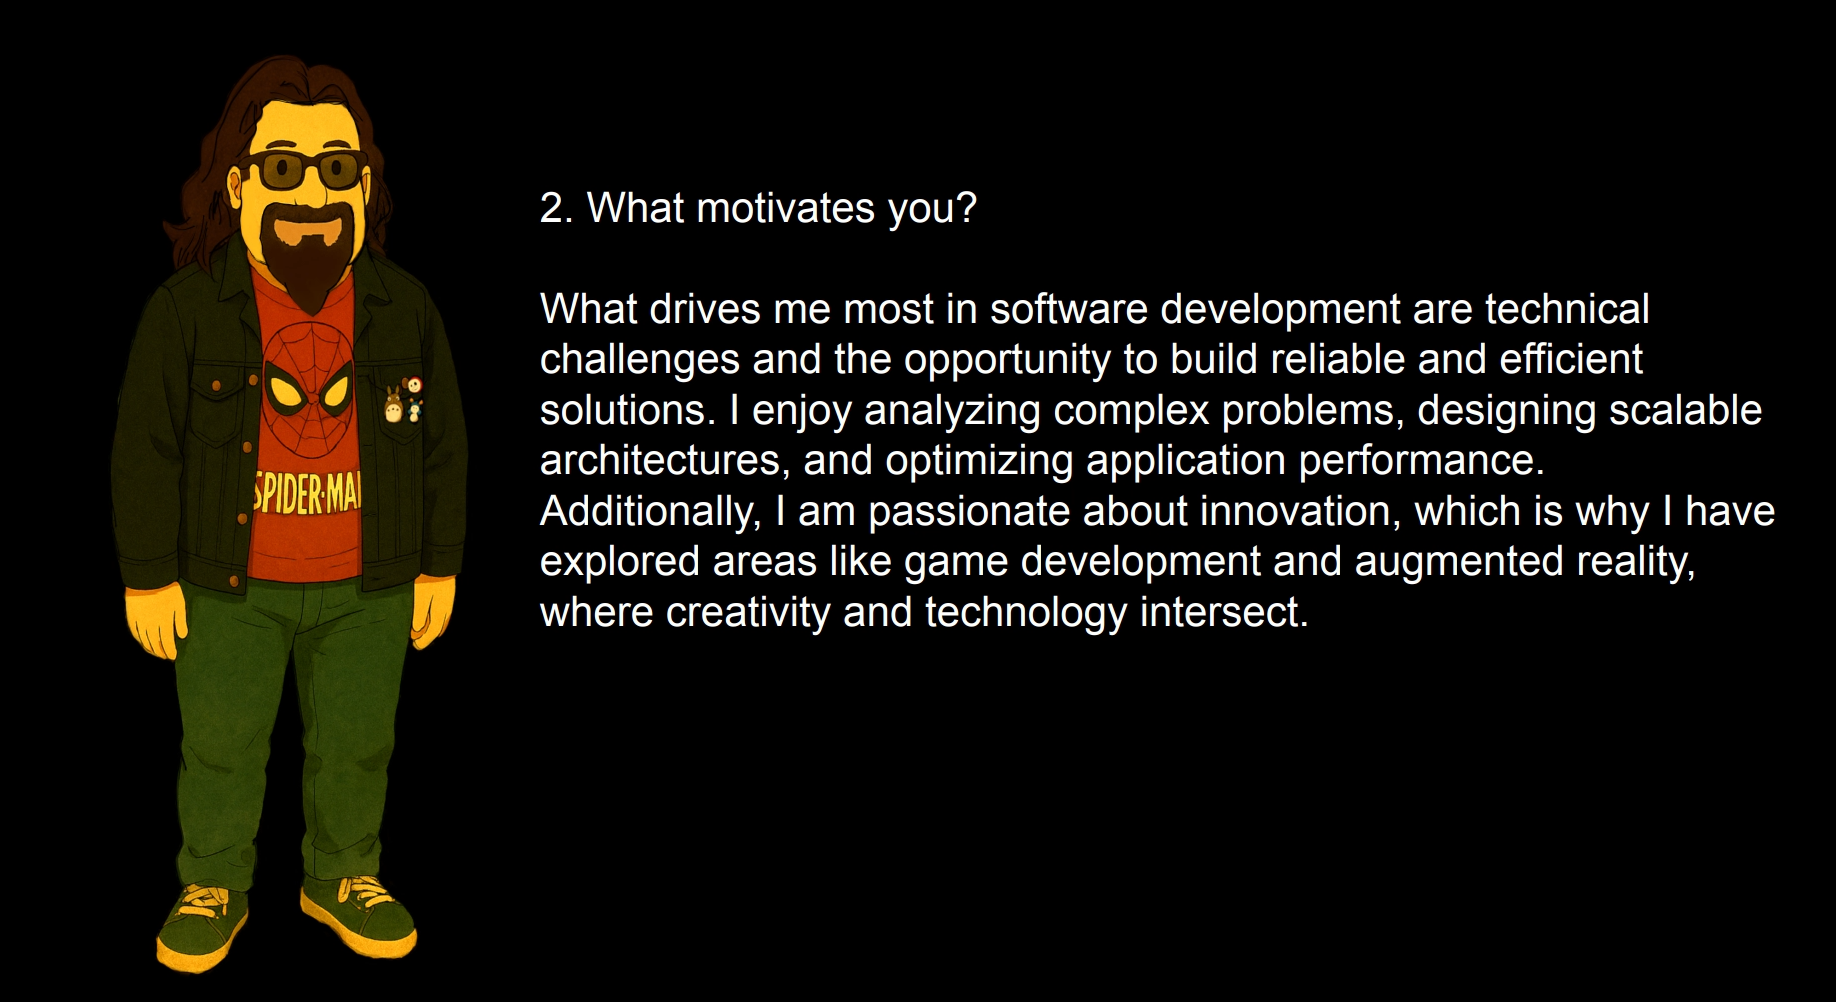 2. What motivates you?
What drives me most in software development are technical
challenges and the opportunity to build reliable and efficient
solutions. I enjoy analyzing complex problems, designing scalable
architectures, and optimizing application performance.
Additionally, I am passionate about innovation, which is why I have
explored areas like game development and augmented reality,
where creativity and technology intersect.
SPIDER-MA